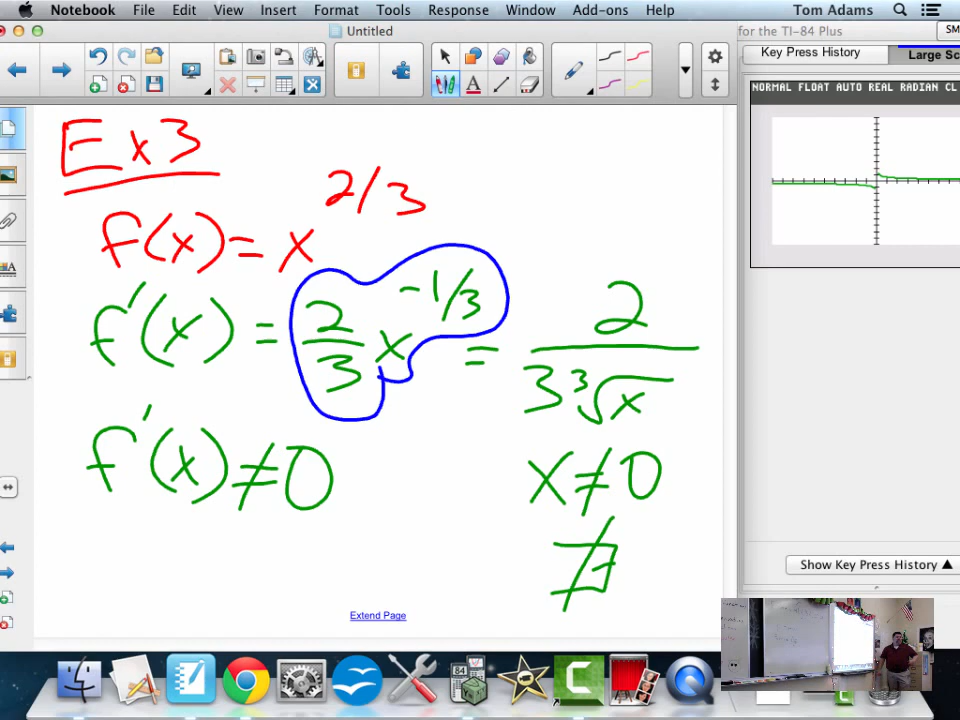 Notebook File Edit View Insert Format Tools Response Window Add-ons Help Tom Adams
Untitled
for the TI-84 Plus
SM
Key Press History
Large Sc
NORMAL FLOAT AUTO REAL RADIAN CL
Ex3
f(x) = x^2/3
f'(x) = 2/3 x^-1/3 = 2/(3∛x)
f'(x) ≠ 0
x ≠ 0
∄
Extend Page
Show Key Press History ▲